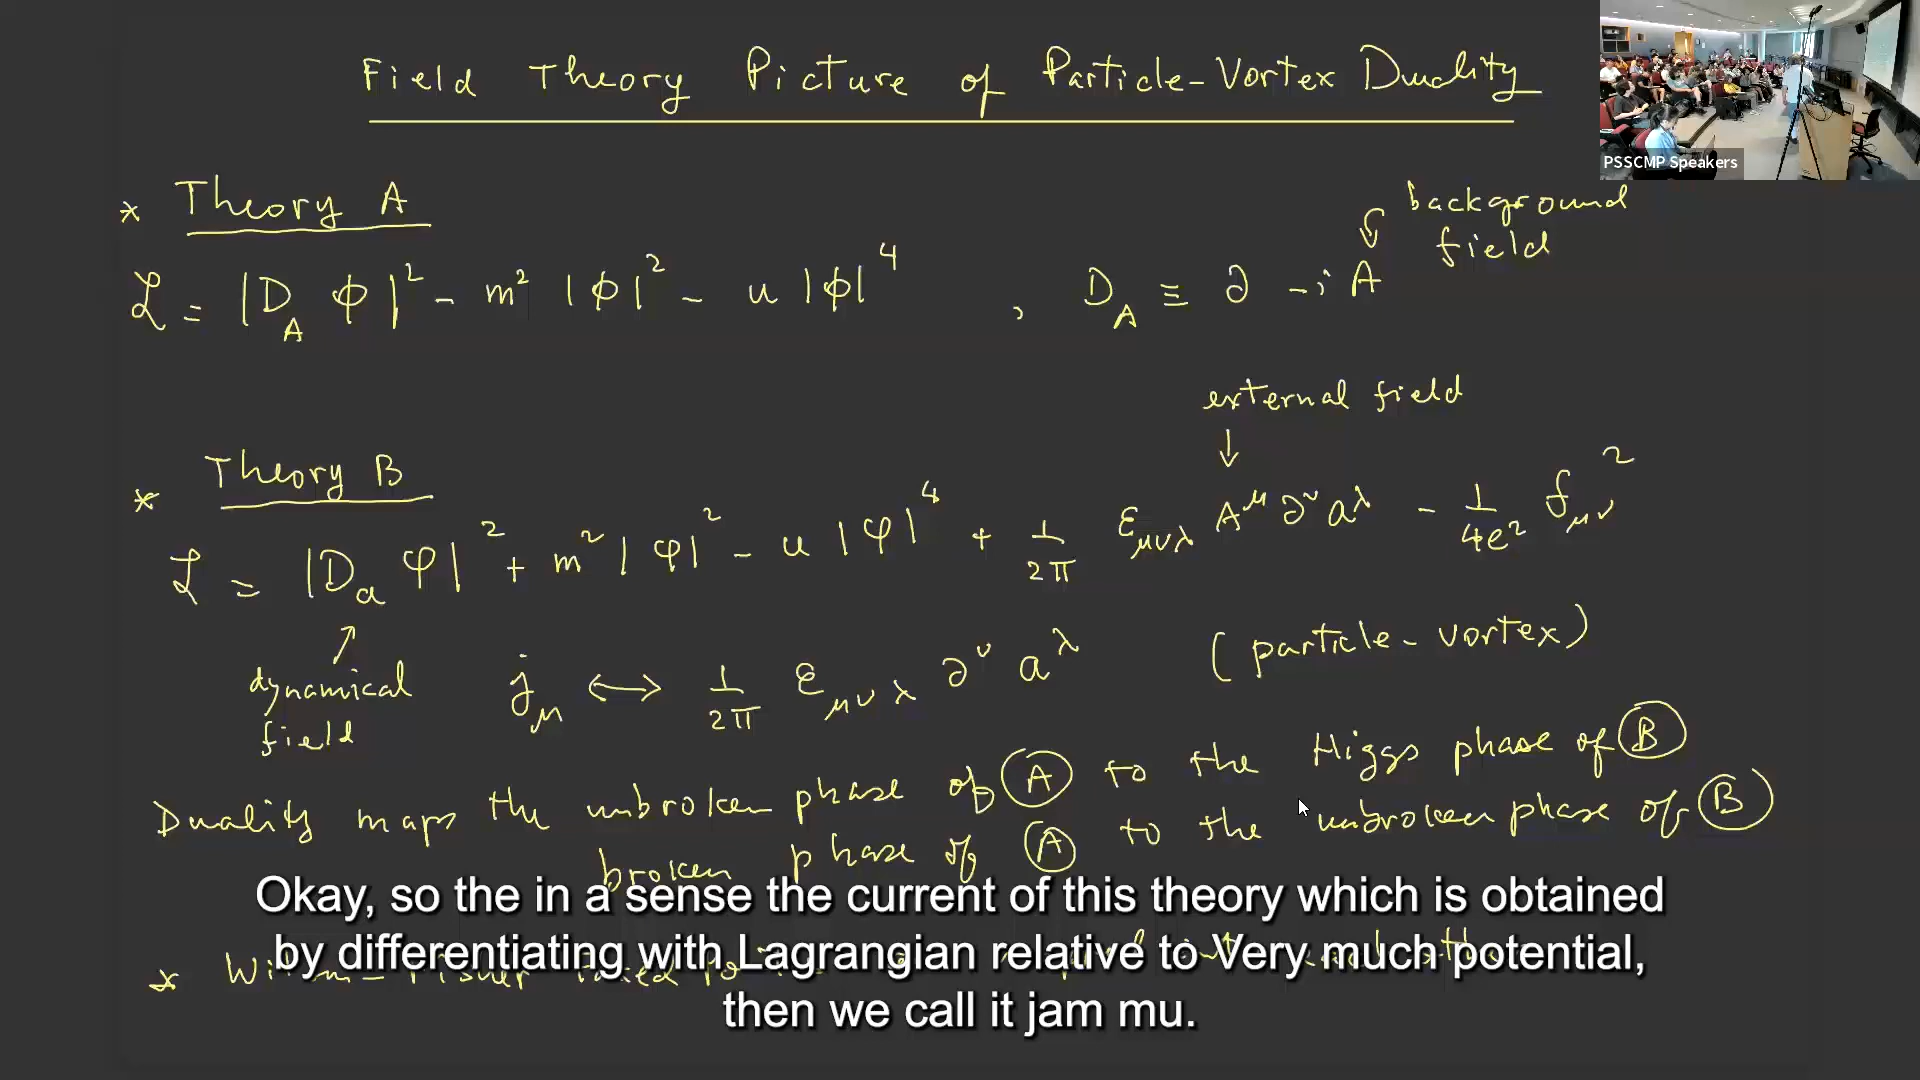 Field Theory Picture of Particle-Vortex Duality
PSSCMP Speakers
* Theory A
background
field
ℒ = |D_A ϕ|² - m² |ϕ|² - u |ϕ|⁴ , D_A ≡ ∂ - i A
external field
* Theory B
ℒ = |D_a φ|² + m² |φ|² - u |φ|⁴ + 1/2π ε_μνλ A^μ ∂^ν a^λ - 1/4e² f_μν²
dynamical
field
j_μ ↔ 1/2π ε_μνλ ∂^ν a^λ (particle-vortex)
Duality maps the unbroken phase of Ⓐ to the Higgs phase of Ⓑ
broken phase of Ⓐ to the unbroken phase of Ⓑ
Okay, so the in a sense the current of this theory which is obtained
by differentiating with Lagrangian relative to Very much potential,
then we call it jam mu.